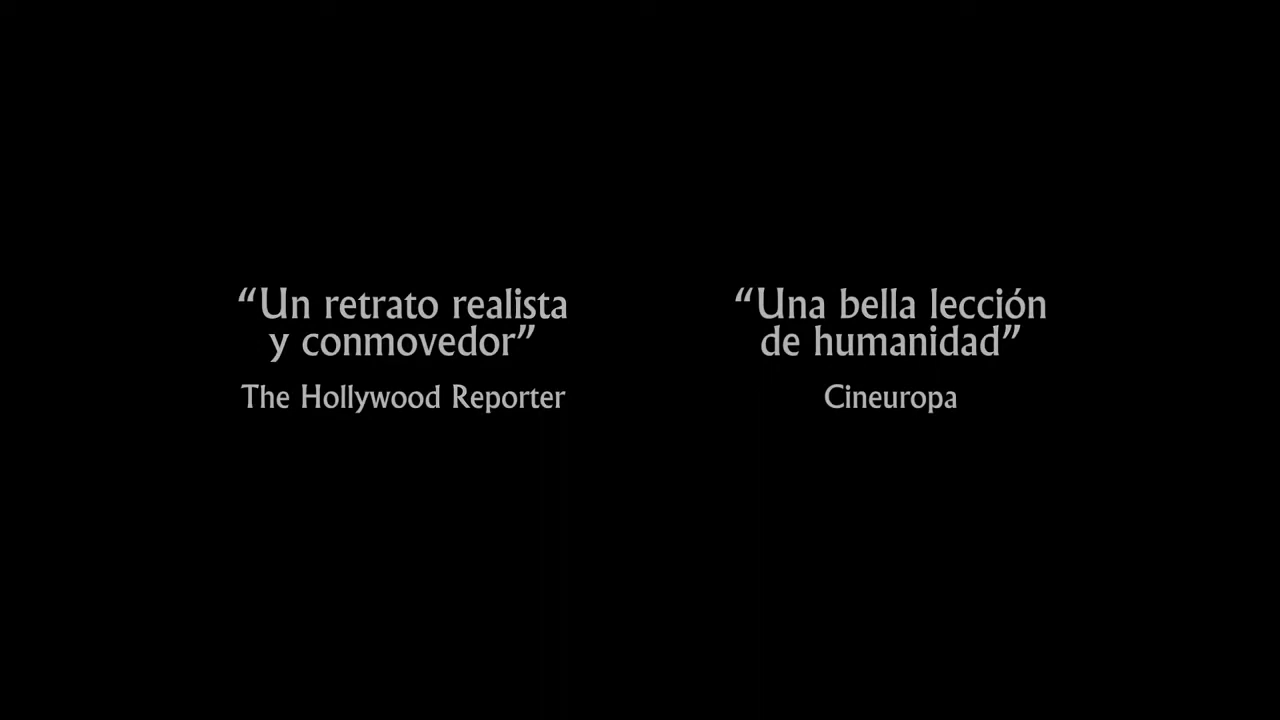 “Un retrato realista
y conmovedor”
The Hollywood Reporter
“Una bella lección
de humanidad”
Cineuropa